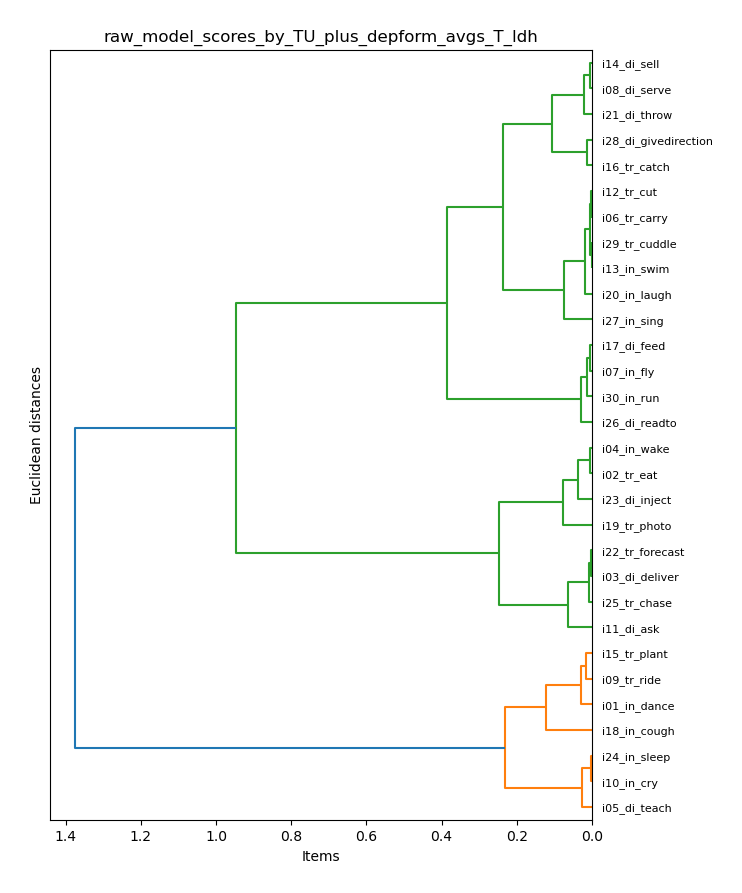 raw_model_scores_by_TU_plus_depform_avgs_T_ldh
i14_di_sell
i08_di_serve
i21_di_throw
i28_di_givedirection
i16_tr_catch
i12_tr_cut
i06_tr_carry
i29_tr_cuddle
i13_in_swim
i20_in_laugh
i27_in_sing
i17_di_feed
i07_in_fly
i30_in_run
i26_di_readto
i04_in_wake
i02_tr_eat
i23_di_inject
i19_tr_photo
i22_tr_forecast
i03_di_deliver
i25_tr_chase
i11_di_ask
i15_tr_plant
i09_tr_ride
i01_in_dance
i18_in_cough
i24_in_sleep
i10_in_cry
i05_di_teach
Euclidean distances
1.4 1.2 1.0 0.8 0.6 0.4 0.2 0.0
Items